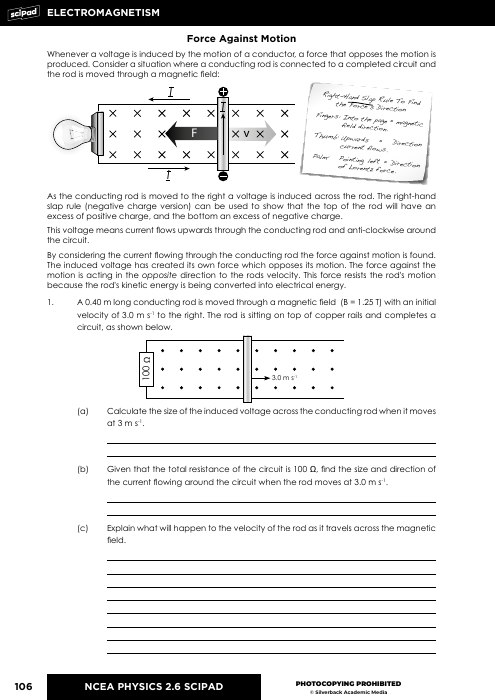 scipad ELECTROMAGNETISM
Force Against Motion
Whenever a voltage is induced by the motion of a conductor, a force that opposes the motion is
produced. Consider a situation where a conducting rod is connected to a completed circuit and
the rod is moved through a magnetic field:
I
I
F
v
I
Right-Hand Slap Rule To Find
the Force's Direction
Fingers: Into the page = magnetic
field direction.
Thumb: Upwards = Direction
current flows.
Palm: Pointing left = Direction
of Lorentz Force.
As the conducting rod is moved to the right a voltage is induced across the rod. The right-hand
slap rule (negative charge version) can be used to show that the top of the rod will have an
excess of positive charge, and the bottom an excess of negative charge.
This voltage means current flows upwards through the conducting rod and anti-clockwise around
the circuit.
By considering the current flowing through the conducting rod the force against motion is found.
The induced voltage has created its own force which opposes its motion. The force against the
motion is acting in the opposite direction to the rods velocity. This force resists the rod's motion
because the rod's kinetic energy is being converted into electrical energy.
1. A 0.40 m long conducting rod is moved through a magnetic field (B = 1.25 T) with an initial
velocity of 3.0 m s⁻¹ to the right. The rod is sitting on top of copper rails and completes a
circuit, as shown below.
100 Ω
3.0 m s⁻¹
(a) Calculate the size of the induced voltage across the conducting rod when it moves
at 3 m s⁻¹.
(b) Given that the total resistance of the circuit is 100 Ω, find the size and direction of
the current flowing around the circuit when the rod moves at 3.0 m s⁻¹.
(c) Explain what will happen to the velocity of the rod as it travels across the magnetic
field.
106 NCEA PHYSICS 2.6 SCIPAD PHOTOCOPYING PROHIBITED
© Silverback Academic Media